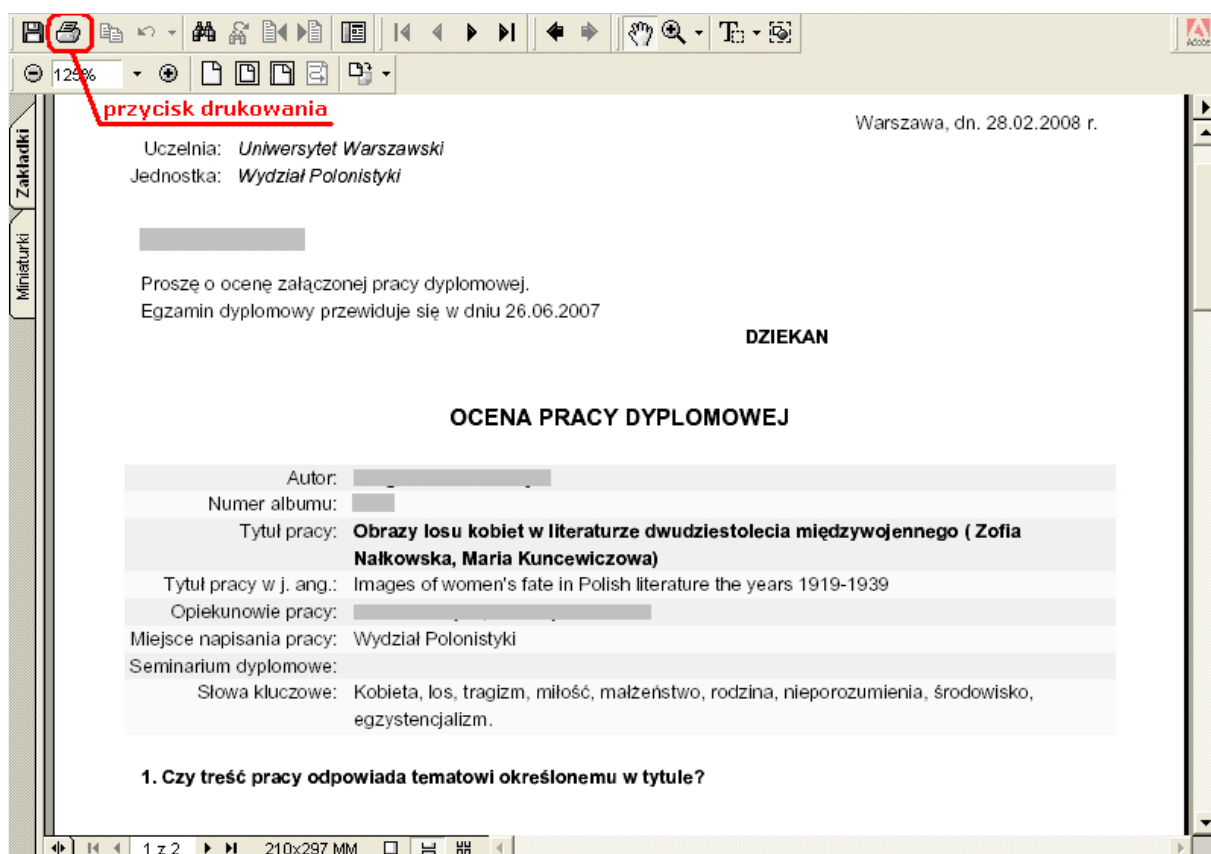 Adobe
125%
przycisk drukowania
Zakładki
Miniaturki
Warszawa, dn. 28.02.2008 r.
Uczelnia: Uniwersytet Warszawski
Jednostka: Wydział Polonistyki
Proszę o ocenę załączonej pracy dyplomowej.
Egzamin dyplomowy przewiduje się w dniu 26.06.2007
DZIEKAN
OCENA PRACY DYPLOMOWEJ
Autor:
Numer albumu:
Tytuł pracy: Obrazy losu kobiet w literaturze dwudziestolecia międzywojennego ( Zofia
Nałkowska, Maria Kuncewiczowa)
Tytuł pracy w j. ang.: Images of women's fate in Polish literature the years 1919-1939
Opiekunowie pracy:
Miejsce napisania pracy: Wydział Polonistyki
Seminarium dyplomowe:
Słowa kluczowe: Kobieta, los, tragizm, miłość, małżeństwo, rodzina, nieporozumienia, środowisko,
egzystencjalizm.
1. Czy treść pracy odpowiada tematowi określonemu w tytule?
1 z 2 210x297 MM